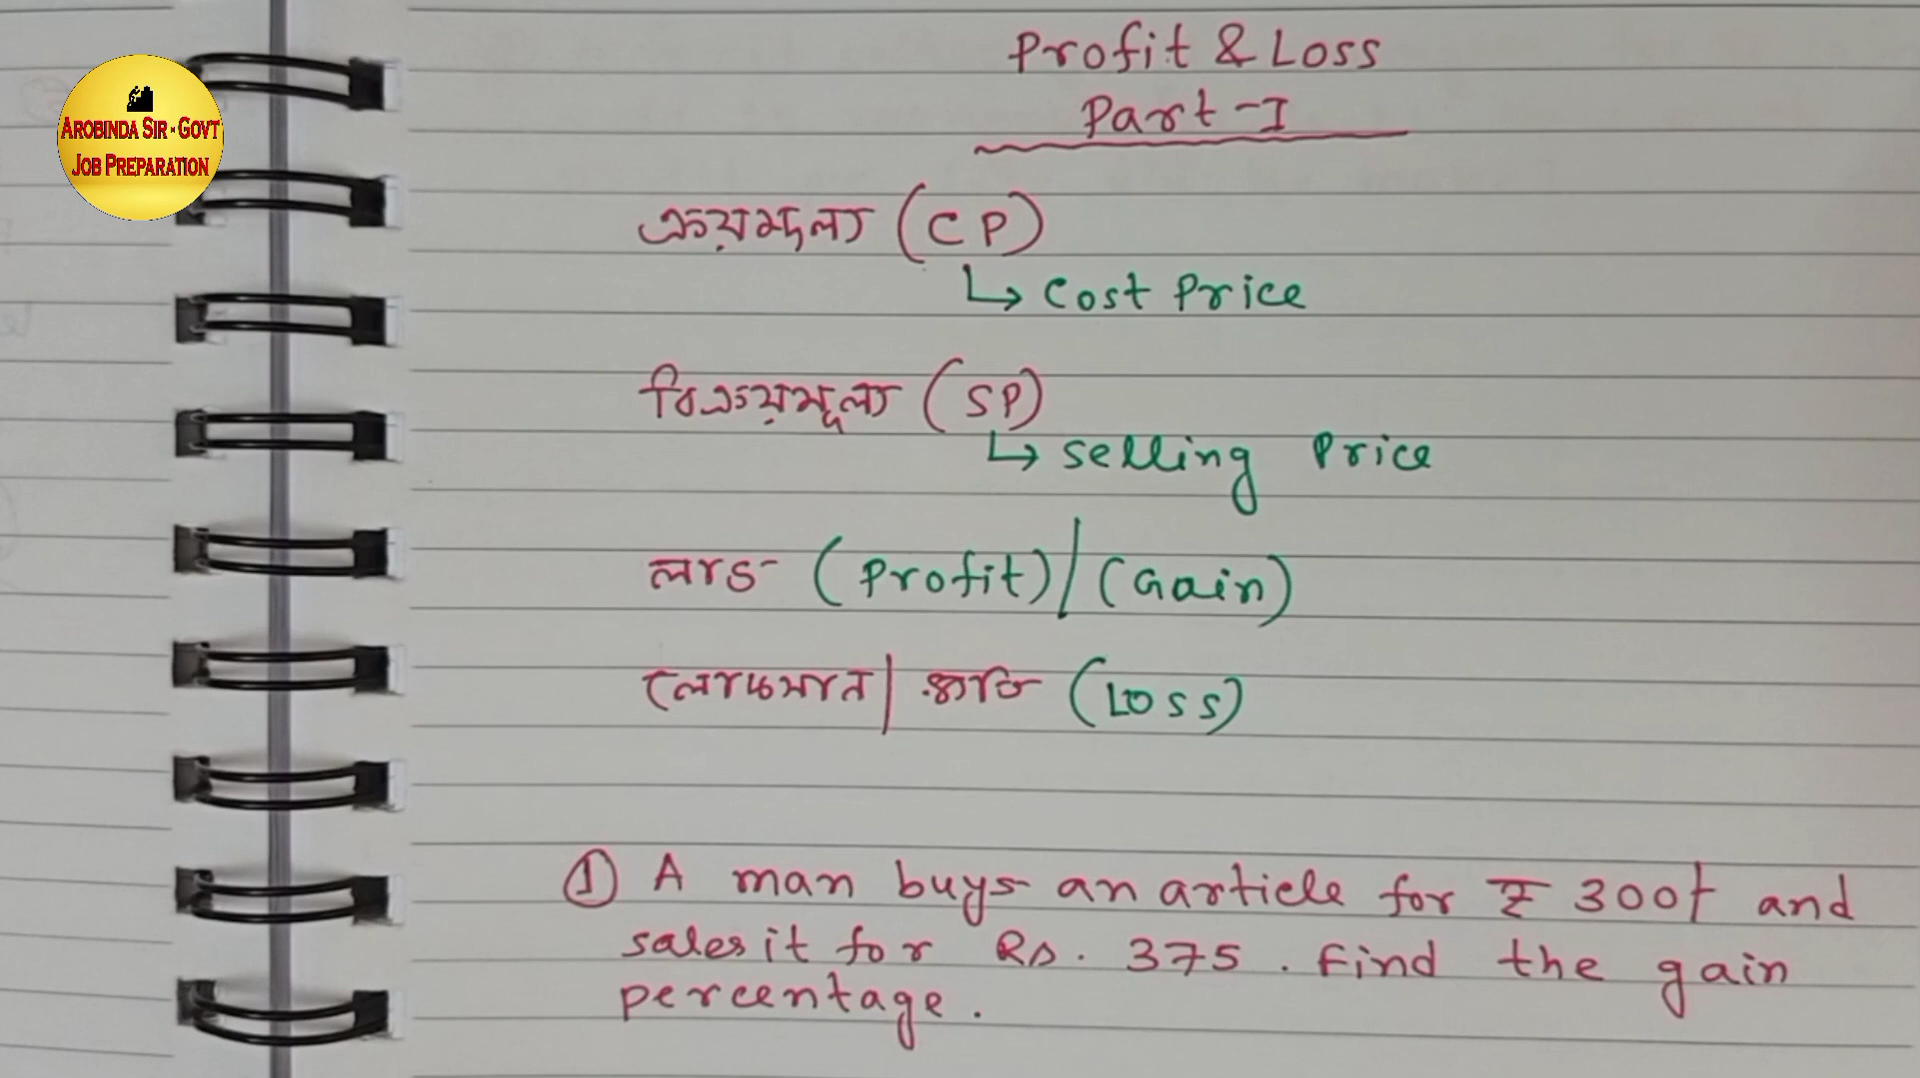 AROBINDA SIR - GOVT
JOB PREPARATION
Profit & Loss
Part-I
ক্রয়মূল্য (CP)
↳ Cost Price
বিক্রয়মূল্য (SP)
↳ Selling Price
লাভ (Profit)/(Gain)
লোকসান/ক্ষতি (Loss)
① A man buys an article for ₹ 300/- and
sales it for Rs. 375. Find the gain
percentage.